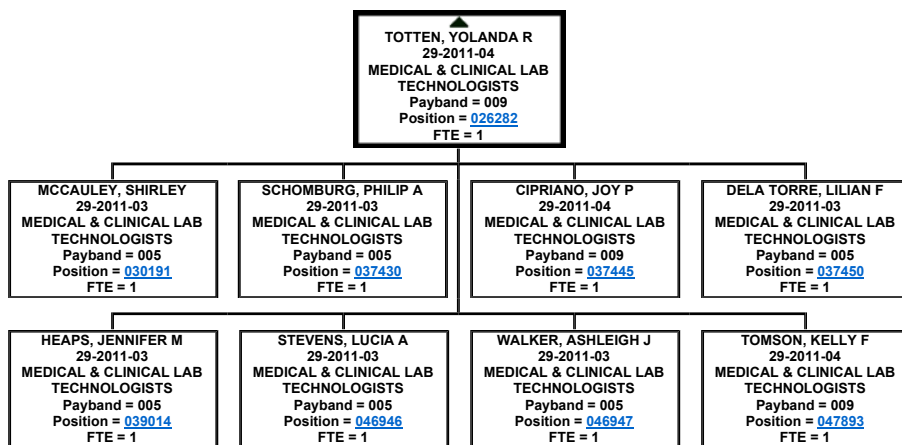 TOTTEN, YOLANDA R
29-2011-04
MEDICAL & CLINICAL LAB
TECHNOLOGISTS
Payband = 009
Position = 026282
FTE = 1
MCCAULEY, SHIRLEY
29-2011-03
MEDICAL & CLINICAL LAB
TECHNOLOGISTS
Payband = 005
Position = 030191
FTE = 1
SCHOMBURG, PHILIP A
29-2011-03
MEDICAL & CLINICAL LAB
TECHNOLOGISTS
Payband = 005
Position = 037430
FTE = 1
CIPRIANO, JOY P
29-2011-04
MEDICAL & CLINICAL LAB
TECHNOLOGISTS
Payband = 009
Position = 037445
FTE = 1
DELA TORRE, LILIAN F
29-2011-03
MEDICAL & CLINICAL LAB
TECHNOLOGISTS
Payband = 005
Position = 037450
FTE = 1
HEAPS, JENNIFER M
29-2011-03
MEDICAL & CLINICAL LAB
TECHNOLOGISTS
Payband = 005
Position = 039014
FTE = 1
STEVENS, LUCIA A
29-2011-03
MEDICAL & CLINICAL LAB
TECHNOLOGISTS
Payband = 005
Position = 046946
FTE = 1
WALKER, ASHLEIGH J
29-2011-03
MEDICAL & CLINICAL LAB
TECHNOLOGISTS
Payband = 005
Position = 046947
FTE = 1
TOMSON, KELLY F
29-2011-04
MEDICAL & CLINICAL LAB
TECHNOLOGISTS
Payband = 009
Position = 047893
FTE = 1